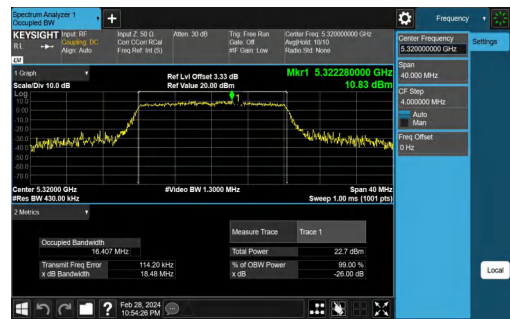 Spectrum Analyzer 1
Occupied BW
+
Frequency
KEYSIGHT
RL
Input: RF
Coupling: DC
Align: Auto
Input Z: 50 Ω
Corr CCorr RCal
Freq Ref: Int (S)
Atten: 30 dB
Trig: Free Run
Gate: Off
#IF Gain: Low
Center Freq: 5.320000000 GHz
Avg|Hold: 10/10
Radio Std: None
LV
1 Graph
Scale/Div 10.0 dB
Ref Lvl Offset 3.33 dB
Ref Value 20.00 dBm
Mkr1 5.322280000 GHz
10.83 dBm
Log
10.0
0.00
-10.0
-20.0
-30.0
-40.0
-50.0
-60.0
-70.0
1
Center 5.32000 GHz
#Res BW 430.00 kHz
#Video BW 1.3000 MHz
Span 40 MHz
Sweep 1.00 ms (1001 pts)
2 Metrics
Measure Trace
Trace 1
Occupied Bandwidth
16.407 MHz
Total Power
22.7 dBm
Transmit Freq Error
114.20 kHz
% of OBW Power
99.00 %
x dB Bandwidth
18.48 MHz
x dB
-26.00 dB
Center Frequency
5.320000000 GHz
Settings
Span
40.000 MHz
CF Step
4.000000 MHz
Auto
Man
Freq Offset
0 Hz
Local
?
Feb 28, 2024
10:54:26 PM